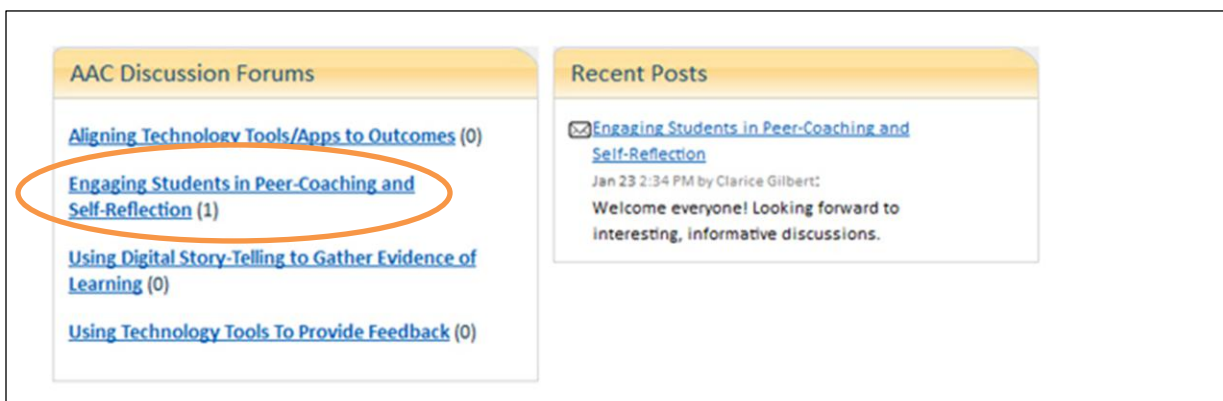 AAC Discussion Forums
Aligning Technology Tools/Apps to Outcomes (0)
Engaging Students in Peer-Coaching and
Self-Reflection (1)
Using Digital Story-Telling to Gather Evidence of
Learning (0)
Using Technology Tools To Provide Feedback (0)
Recent Posts
Engaging Students in Peer-Coaching and
Self-Reflection
Jan 23 2:34 PM by Clarice Gilbert:
Welcome everyone! Looking forward to
interesting, informative discussions.